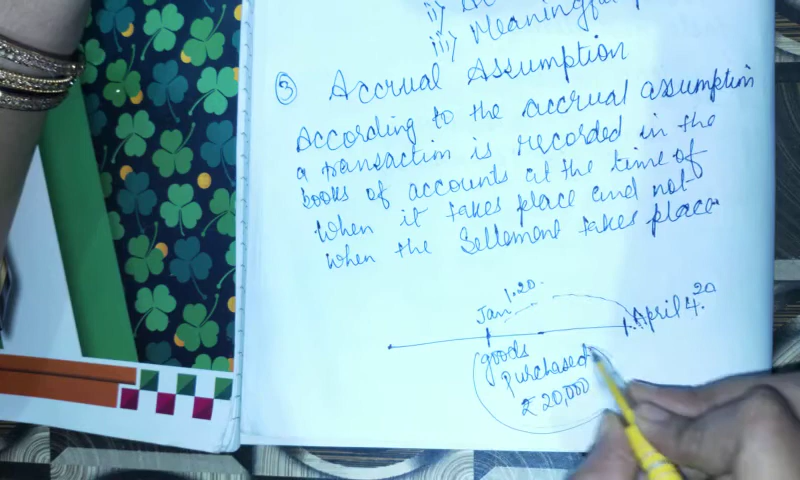 ii)
iii) Meaningful
③ Accrual Assumption
According to the accrual assumption
a transaction is recorded in the
books of accounts at the time of
when it takes place and not
when the Settlement takes place
Jan 1.20.
April 4.20
goods
purchased
₹ 20,000